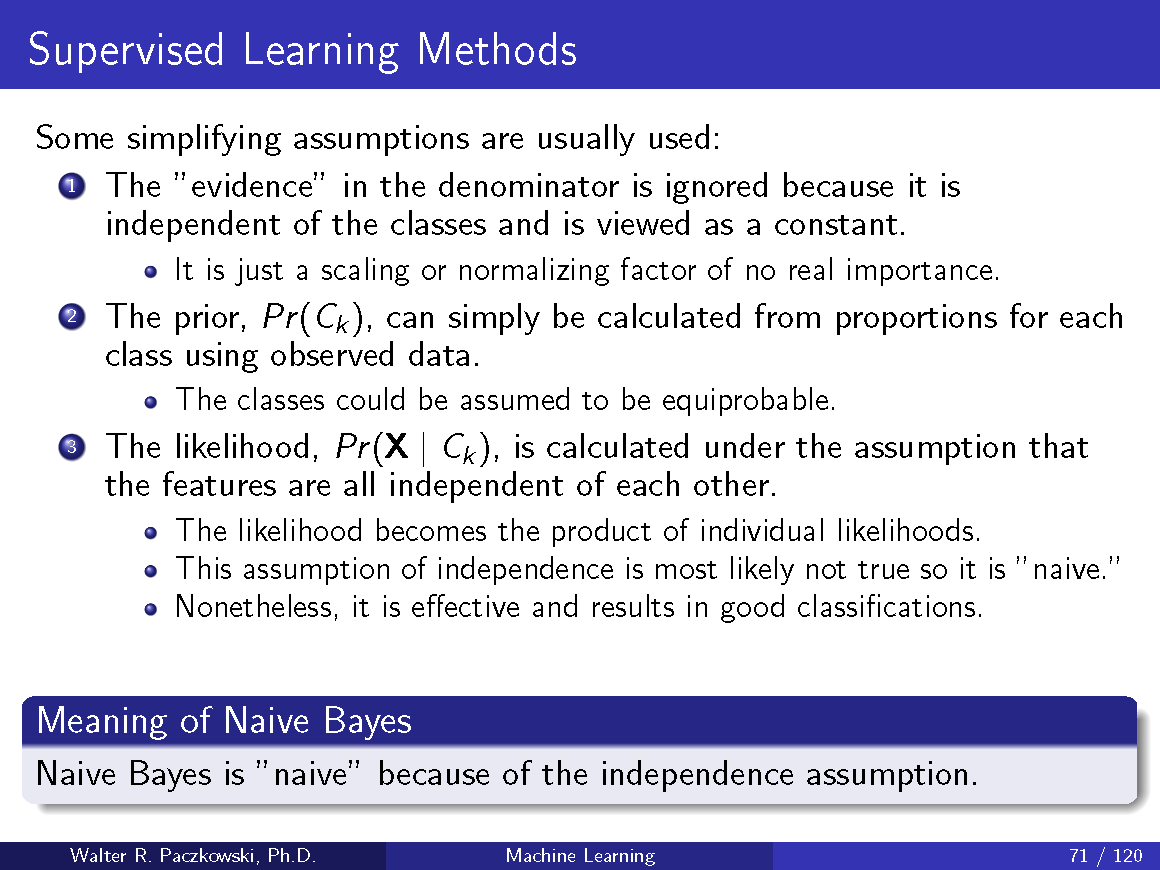 Supervised Learning Methods
Some simplifying assumptions are usually used:
1 The ”evidence” in the denominator is ignored because it is
independent of the classes and is viewed as a constant.
It is just a scaling or normalizing factor of no real importance.
2 The prior, Pr(Ck), can simply be calculated from proportions for each
class using observed data.
The classes could be assumed to be equiprobable.
3 The likelihood, Pr(X | Ck), is calculated under the assumption that
the features are all independent of each other.
The likelihood becomes the product of individual likelihoods.
This assumption of independence is most likely not true so it is ”naive.”
Nonetheless, it is effective and results in good classifications.
Meaning of Naive Bayes
Naive Bayes is ”naive” because of the independence assumption.
Walter R. Paczkowski, Ph.D. Machine Learning 71 / 120